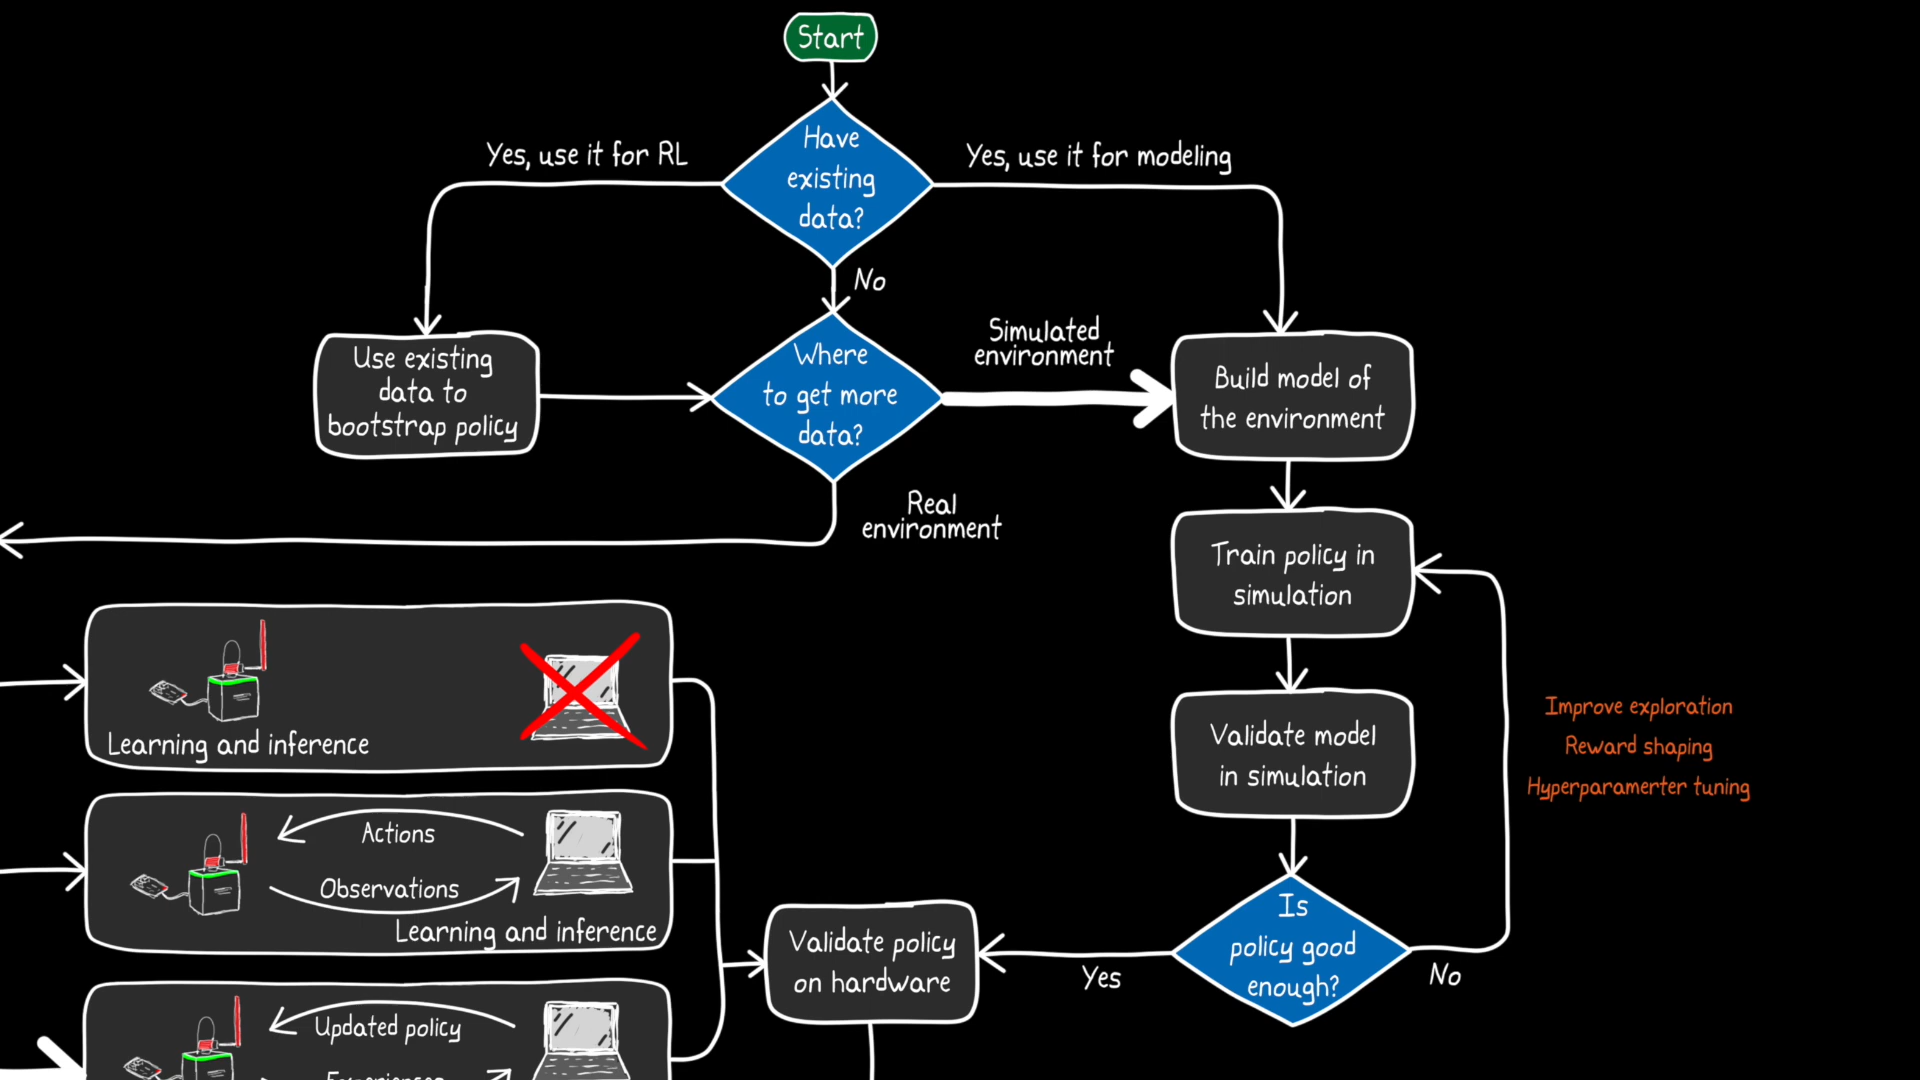 Start
Have
existing
data?
Yes, use it for RL
Yes, use it for modeling
No
Use existing
data to
bootstrap policy
Where
to get more
data?
Simulated
environment
Build model of
the environment
Real
environment
Train policy in
simulation
Validate model
in simulation
Improve exploration
Reward shaping
Hyperparamerter tuning
Is
policy good
enough?
No
Yes
Learning and inference
Actions
Observations
Learning and inference
Validate policy
on hardware
Updated policy